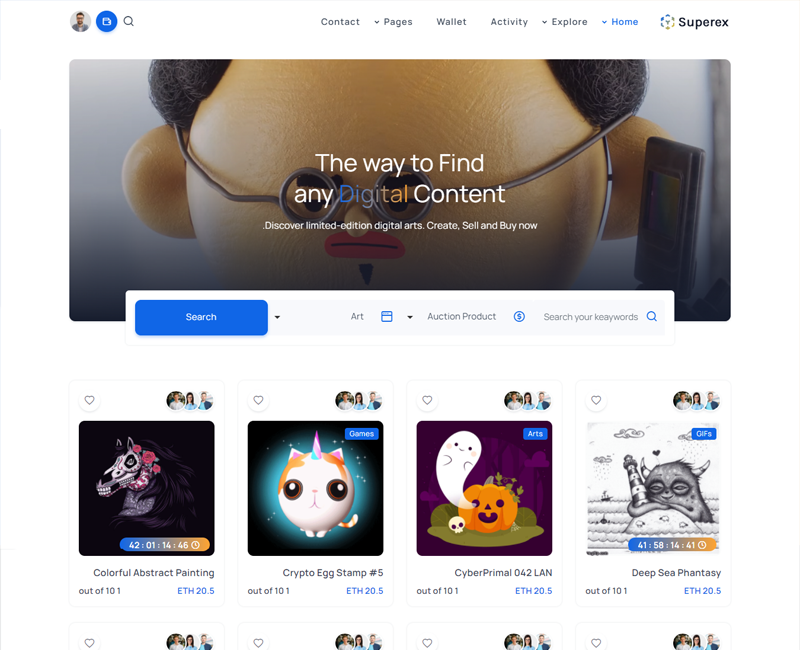 Superex
Home
Explore
Activity
Wallet
Pages
Contact
The way to Find
any Digital Content
.Discover limited-edition digital arts. Create, Sell and Buy now
Search your keaywords
Auction Product
Art
Search
42 : 01 : 14 : 46
Colorful Abstract Painting
ETH 20.5
out of 10 1
Games
Crypto Egg Stamp #5
ETH 20.5
out of 10 1
Arts
CyberPrimal 042 LAN
ETH 20.5
out of 10 1
GIFs
41 : 58 : 14 : 41
Deep Sea Phantasy
ETH 20.5
out of 10 1